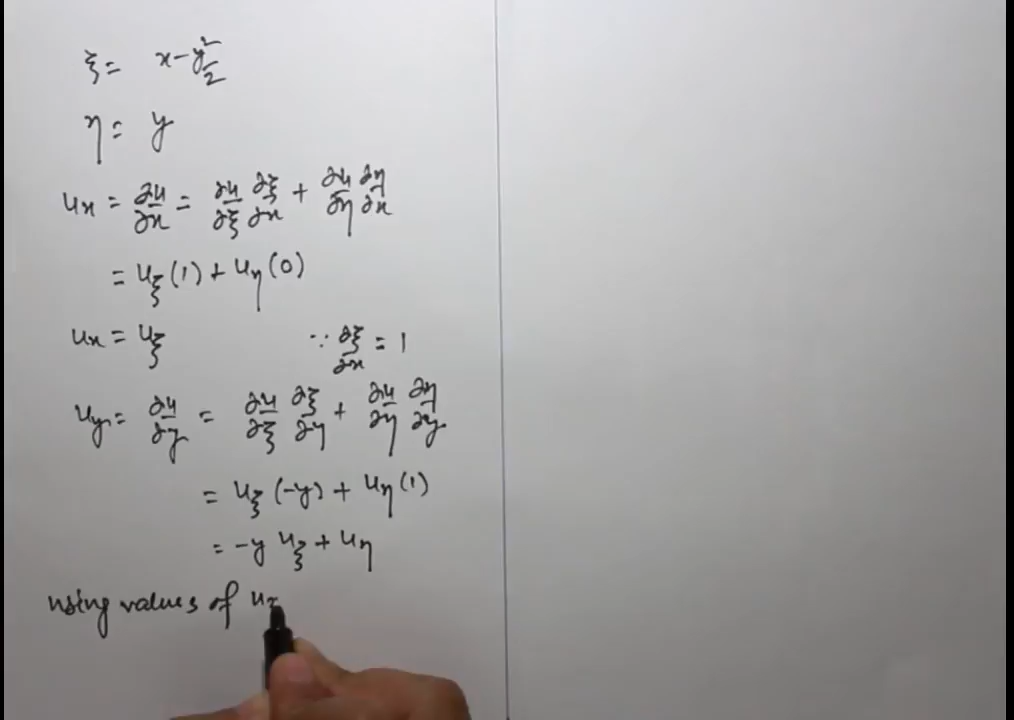 ξ = x - y²/2
η = y
ux = ∂u/∂x = ∂u/∂ξ ∂ξ/∂x + ∂u/∂η ∂η/∂x
= uξ (1) + uη (0)
ux = uξ ∵ ∂ξ/∂x = 1
uy = ∂u/∂y = ∂u/∂ξ ∂ξ/∂y + ∂u/∂η ∂η/∂y
= uξ (-y) + uη (1)
= -y uξ + uη
using values of ux